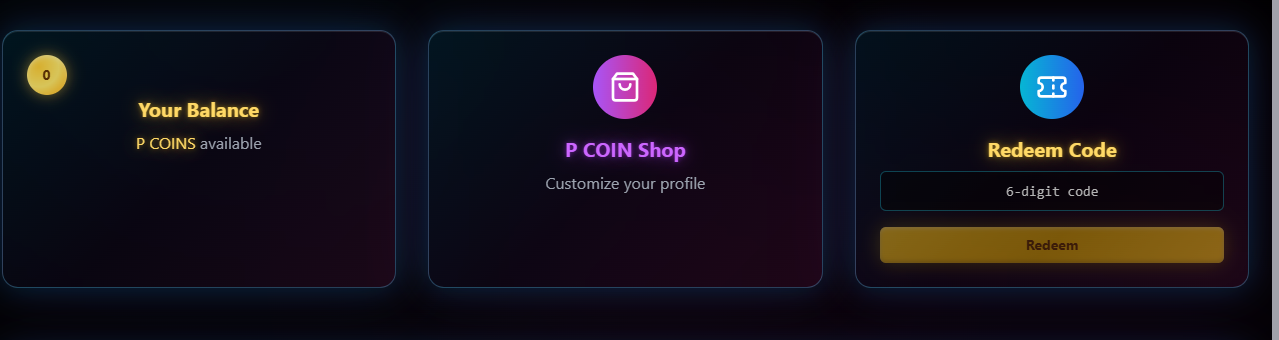 0
Your Balance
P COINS available
P COIN Shop
Customize your profile
Redeem Code
6-digit code
Redeem